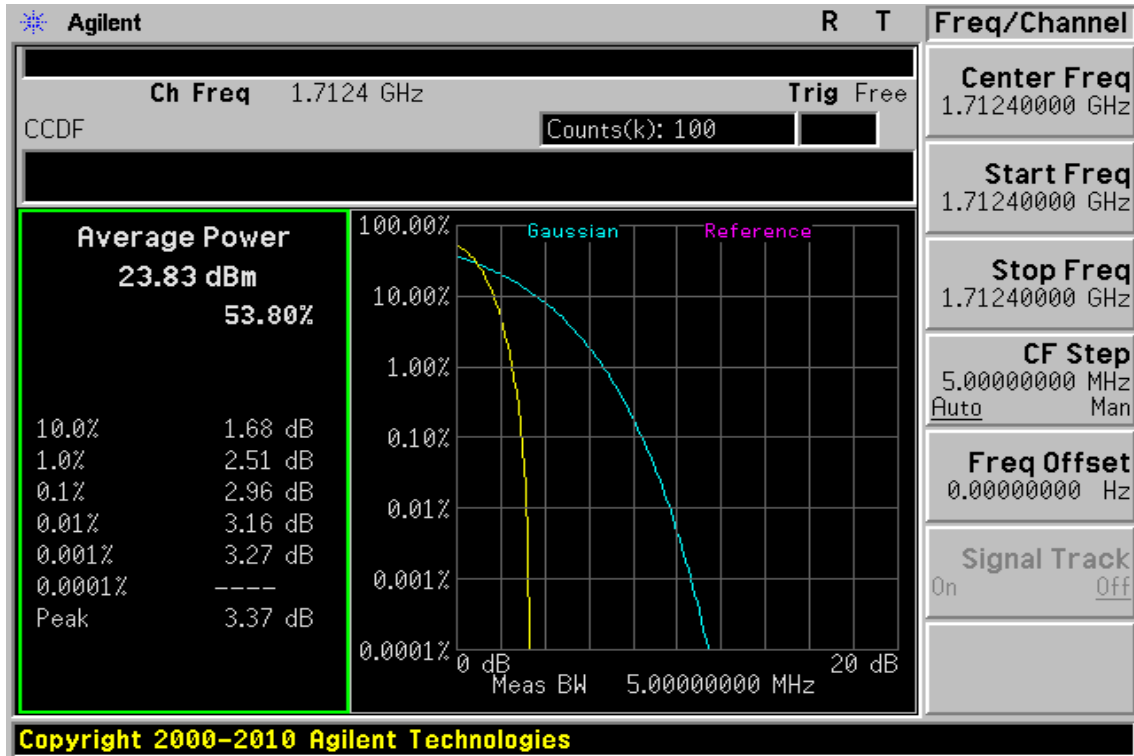 Agilent R T
Ch Freq 1.7124 GHz Trig Free
CCDF Counts(k): 100
Average Power
23.83 dBm
53.80%
10.0% 1.68 dB
1.0% 2.51 dB
0.1% 2.96 dB
0.01% 3.16 dB
0.001% 3.27 dB
0.0001% ----
Peak 3.37 dB
Gaussian Reference
100.00%
10.00%
1.00%
0.10%
0.01%
0.001%
0.0001%
0 dB 20 dB
Meas BW 5.00000000 MHz
Freq/Channel
Center Freq
1.71240000 GHz
Start Freq
1.71240000 GHz
Stop Freq
1.71240000 GHz
CF Step
5.00000000 MHz
Auto Man
Freq Offset
0.00000000 Hz
Signal Track
On Off
Copyright 2000-2010 Agilent Technologies